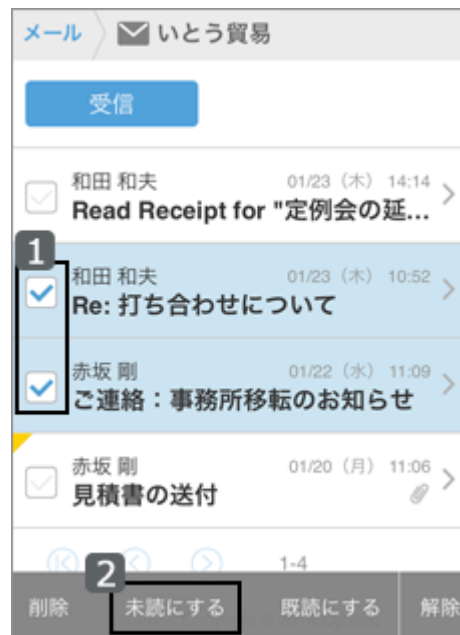 メール いとう貿易
受信
和田 和夫 01/23（木） 14:14
Read Receipt for "定例会の延...
1
和田 和夫 01/23（木） 10:52
Re: 打ち合わせについて
赤坂 剛 01/22（水） 11:09
ご連絡：事務所移転のお知らせ
赤坂 剛 01/20（月） 11:06
見積書の送付
1-4
2
削除 未読にする 既読にする 解除